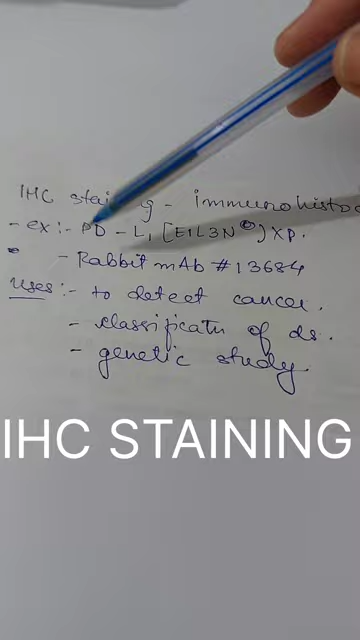 IHC staining - immunohisto
- ex:- PD - L1 [E1L3N®) XP.
- Rabbit mAb #13684
uses:- to detect cancer.
- classificatn of ds.
- genetic study.
IHC STAINING